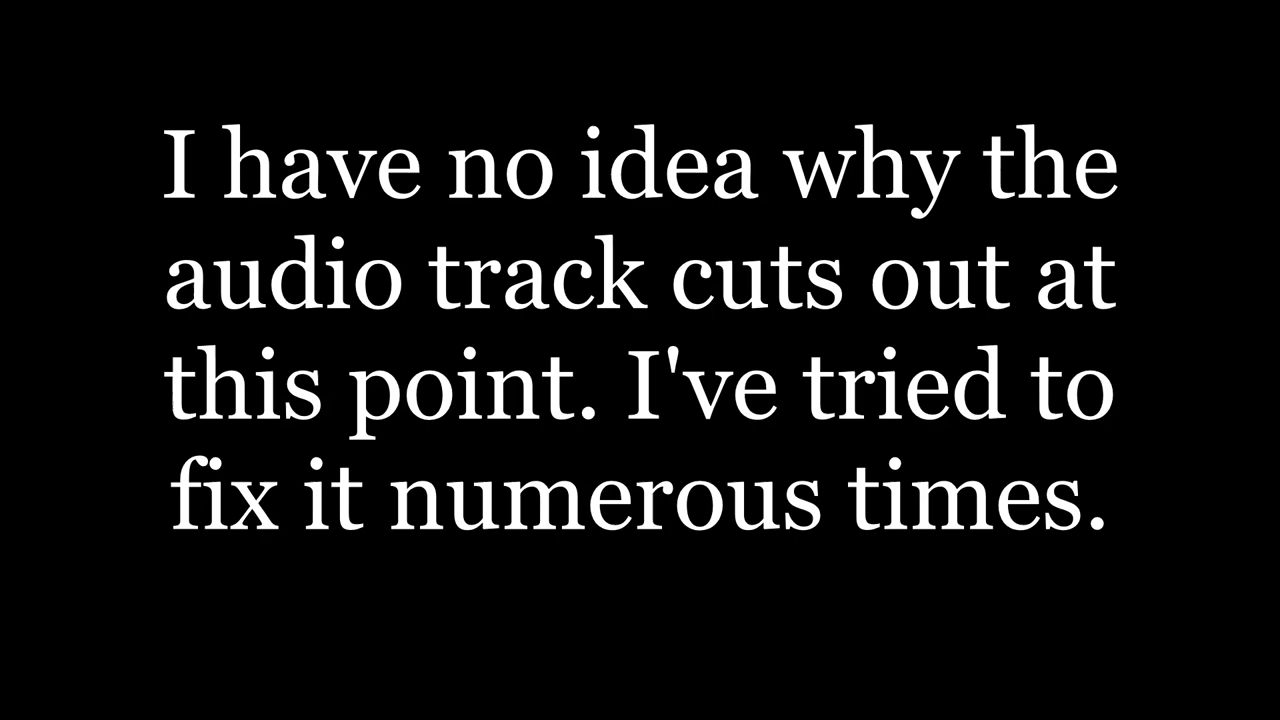 I have no idea why the
audio track cuts out at
this point. I've tried to
fix it numerous times.